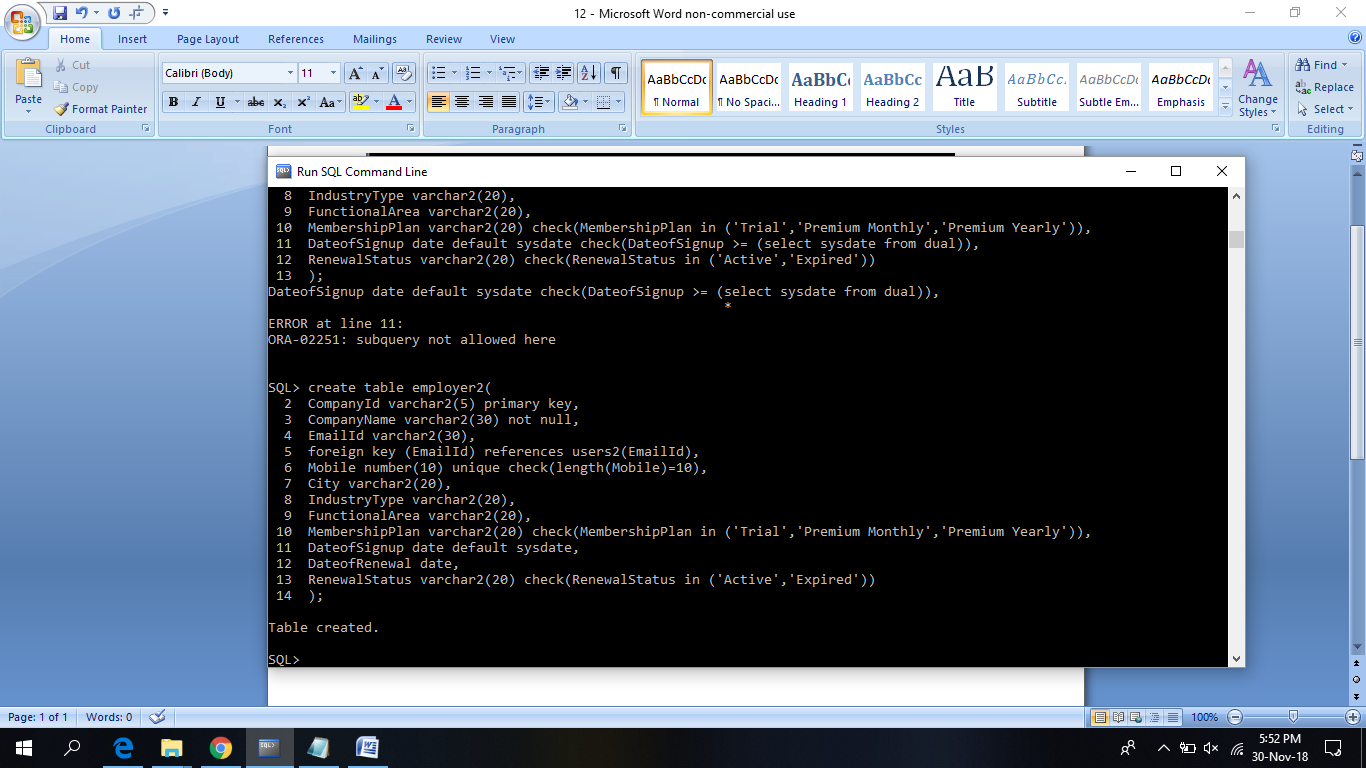 12 - Microsoft Word non-commercial use
Home Insert Page Layout References Mailings Review View
Paste
Cut
Copy
Format Painter
Clipboard
Calibri (Body) 11
B I U abc x₂ x² Aa ab A
Font
Paragraph
AaBbCcDc AaBbCcDc AaBbC AaBbCc AaB AaBbCc. AaBbCcDc AaBbCcDc
¶ Normal ¶ No Spaci... Heading 1 Heading 2 Title Subtitle Subtle Em... Emphasis
Change Styles
Styles
Find
Replace
Select
Editing
Run SQL Command Line
8 IndustryType varchar2(20),
9 FunctionalArea varchar2(20),
10 MembershipPlan varchar2(20) check(MembershipPlan in ('Trial','Premium Monthly','Premium Yearly')),
11 DateofSignup date default sysdate check(DateofSignup >= (select sysdate from dual)),
12 RenewalStatus varchar2(20) check(RenewalStatus in ('Active','Expired'))
13 );
DateofSignup date default sysdate check(DateofSignup >= (select sysdate from dual)),
*
ERROR at line 11:
ORA-02251: subquery not allowed here
SQL> create table employer2(
2 CompanyId varchar2(5) primary key,
3 CompanyName varchar2(30) not null,
4 EmailId varchar2(30),
5 foreign key (EmailId) references users2(EmailId),
6 Mobile number(10) unique check(length(Mobile)=10),
7 City varchar2(20),
8 IndustryType varchar2(20),
9 FunctionalArea varchar2(20),
10 MembershipPlan varchar2(20) check(MembershipPlan in ('Trial','Premium Monthly','Premium Yearly')),
11 DateofSignup date default sysdate,
12 DateofRenewal date,
13 RenewalStatus varchar2(20) check(RenewalStatus in ('Active','Expired'))
14 );
Table created.
SQL>
Page: 1 of 1 Words: 0 100%
5:52 PM
30-Nov-18